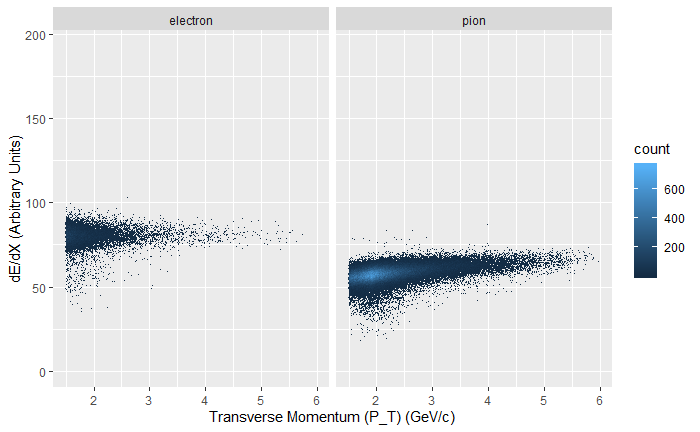 electron
pion
200
150
100
50
0
dE/dX (Arbitrary Units)
2 3 4 5 6
2 3 4 5 6
Transverse Momentum (P_T) (GeV/c)
count
600
400
200